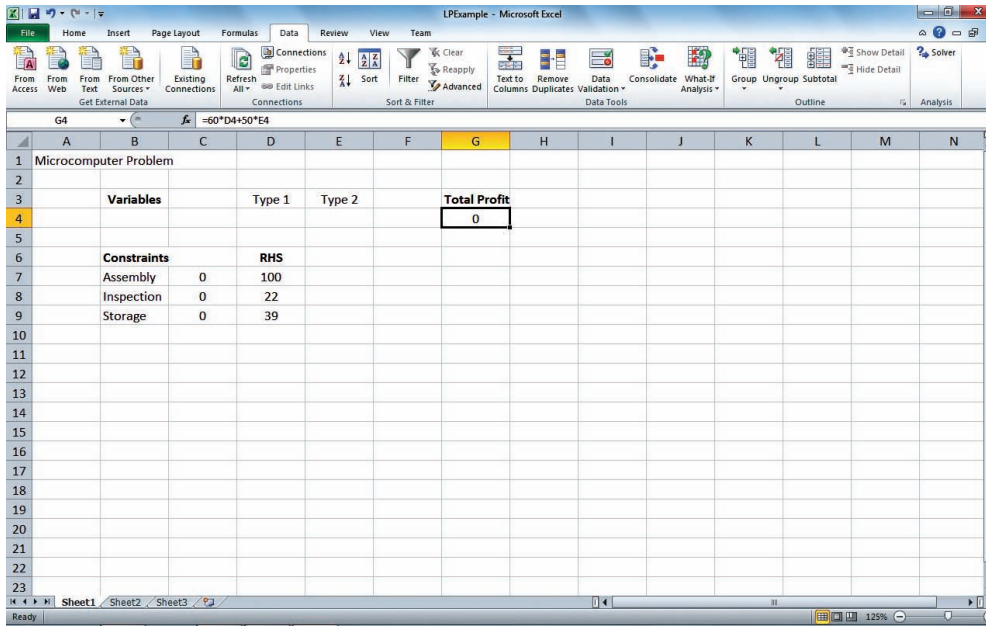 LPExample - Microsoft Excel
File Home Insert Page Layout Formulas Data Review View Team
From Access
From Web
From Text
From Other Sources
Existing Connections
Get External Data
Refresh All
Connections
Properties
Edit Links
Connections
Sort
Filter
Clear
Reapply
Advanced
Sort & Filter
Text to Columns
Remove Duplicates
Data Validation
Consolidate
What-If Analysis
Data Tools
Group
Ungroup
Subtotal
Show Detail
Hide Detail
Outline
Solver
Analysis
G4 fx =60*D4+50*E4
A B C D E F G H I J K L M N
1 Microcomputer Problem
2
3 Variables Type 1 Type 2 Total Profit
4 0
5
6 Constraints RHS
7 Assembly 0 100
8 Inspection 0 22
9 Storage 0 39
10
11
12
13
14
15
16
17
18
19
20
21
22
23
Sheet1 Sheet2 Sheet3
Ready 125%